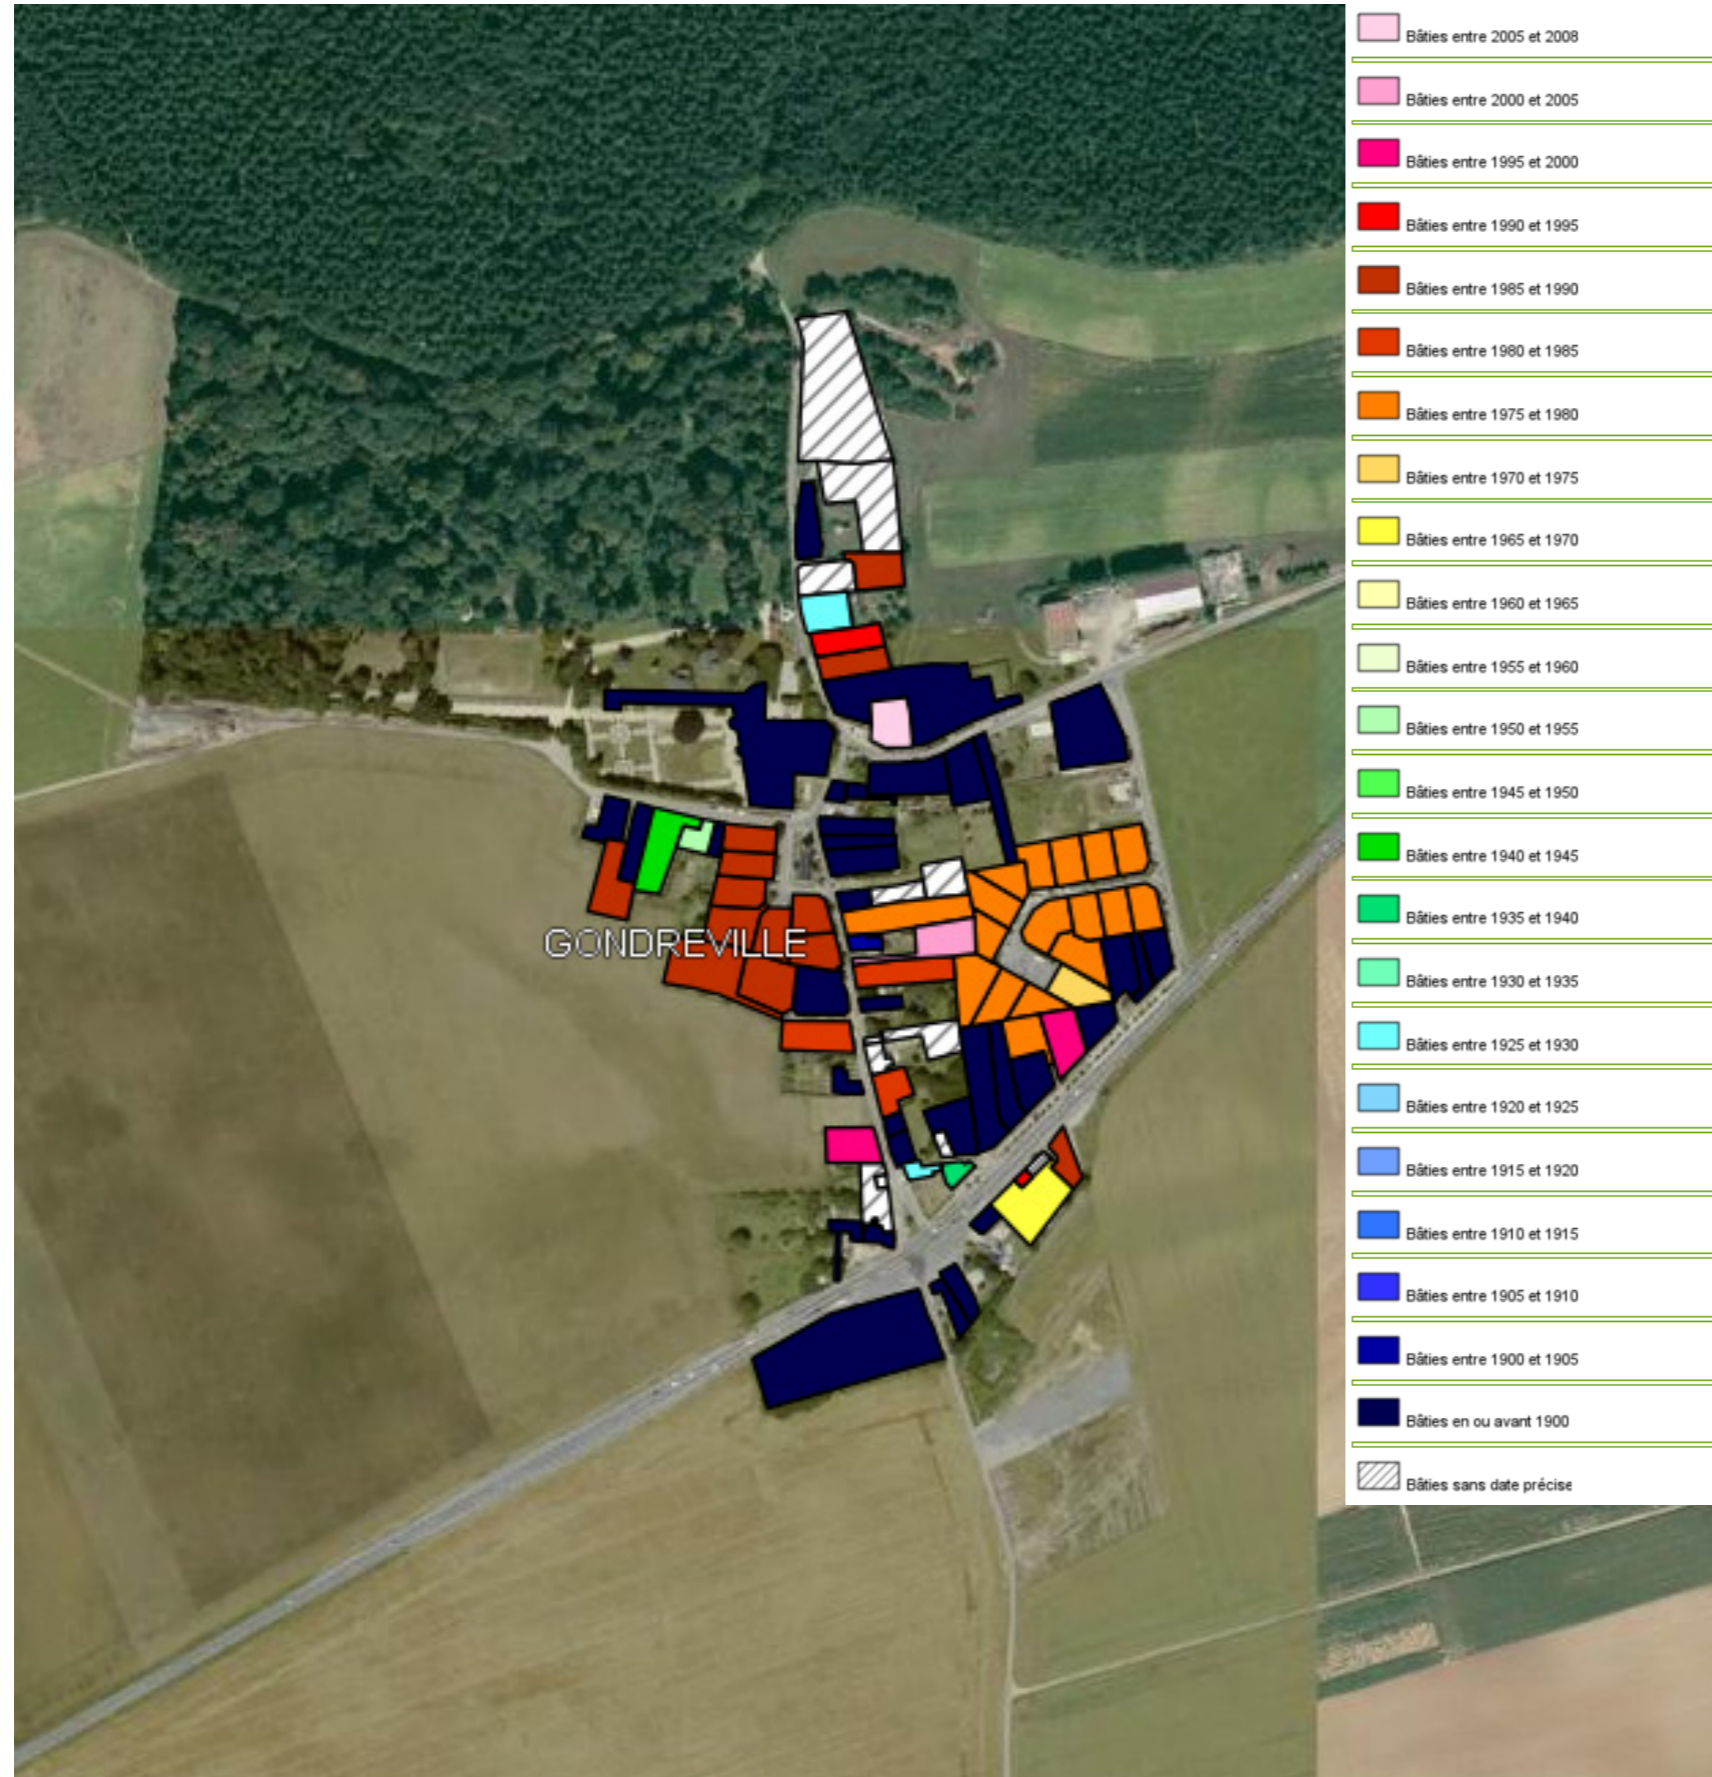 Bâties entre 2005 et 2008
Bâties entre 2000 et 2005
Bâties entre 1995 et 2000
Bâties entre 1990 et 1995
Bâties entre 1985 et 1990
Bâties entre 1980 et 1985
Bâties entre 1975 et 1980
Bâties entre 1970 et 1975
Bâties entre 1965 et 1970
Bâties entre 1960 et 1965
Bâties entre 1955 et 1960
Bâties entre 1950 et 1955
Bâties entre 1945 et 1950
Bâties entre 1940 et 1945
Bâties entre 1935 et 1940
Bâties entre 1930 et 1935
Bâties entre 1925 et 1930
Bâties entre 1920 et 1925
Bâties entre 1915 et 1920
Bâties entre 1910 et 1915
Bâties entre 1905 et 1910
Bâties entre 1900 et 1905
Bâties en ou avant 1900
Bâties sans date précise
GONDREVILLE